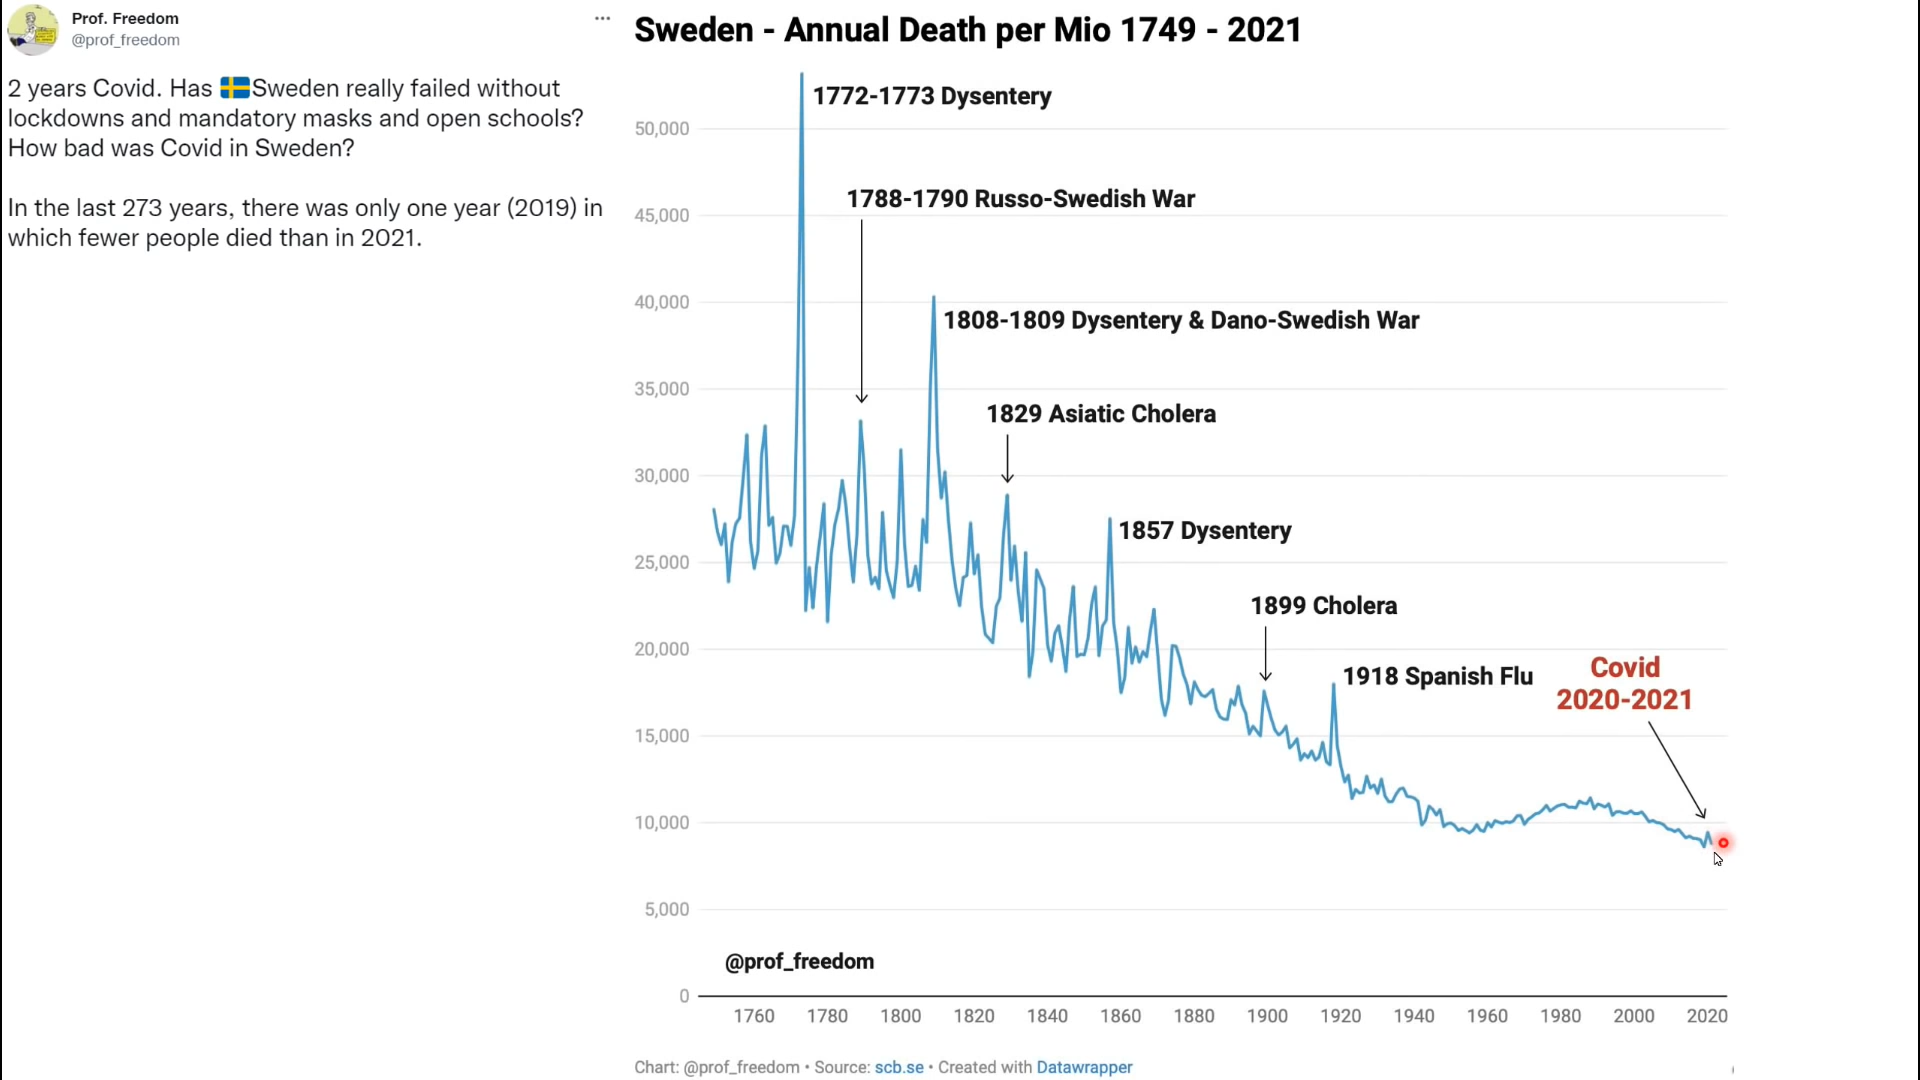 Prof. Freedom
@prof_freedom
...
2 years Covid. Has 🇸🇪Sweden really failed without
lockdowns and mandatory masks and open schools?
How bad was Covid in Sweden?
In the last 273 years, there was only one year (2019) in
which fewer people died than in 2021.
Sweden - Annual Death per Mio 1749 - 2021
1772-1773 Dysentery
50,000
1788-1790 Russo-Swedish War
45,000
40,000
1808-1809 Dysentery & Dano-Swedish War
35,000
1829 Asiatic Cholera
30,000
1857 Dysentery
25,000
1899 Cholera
20,000
Covid
2020-2021
1918 Spanish Flu
15,000
10,000
5,000
@prof_freedom
0
1760 1780 1800 1820 1840 1860 1880 1900 1920 1940 1960 1980 2000 2020
Chart: @prof_freedom • Source: scb.se • Created with Datawrapper